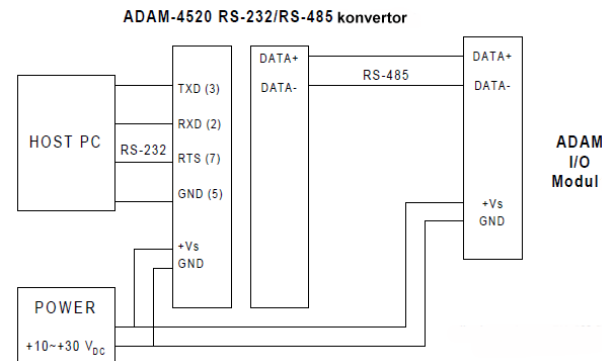 ADAM-4520 RS-232/RS-485 konvertor
HOST PC
RS-232
TXD (3)
RXD (2)
RTS (7)
GND (5)
+Vs
GND
DATA+
DATA-
RS-485
DATA+
DATA-
+Vs
GND
ADAM
I/O
Modul
POWER
+10~+30 VDC